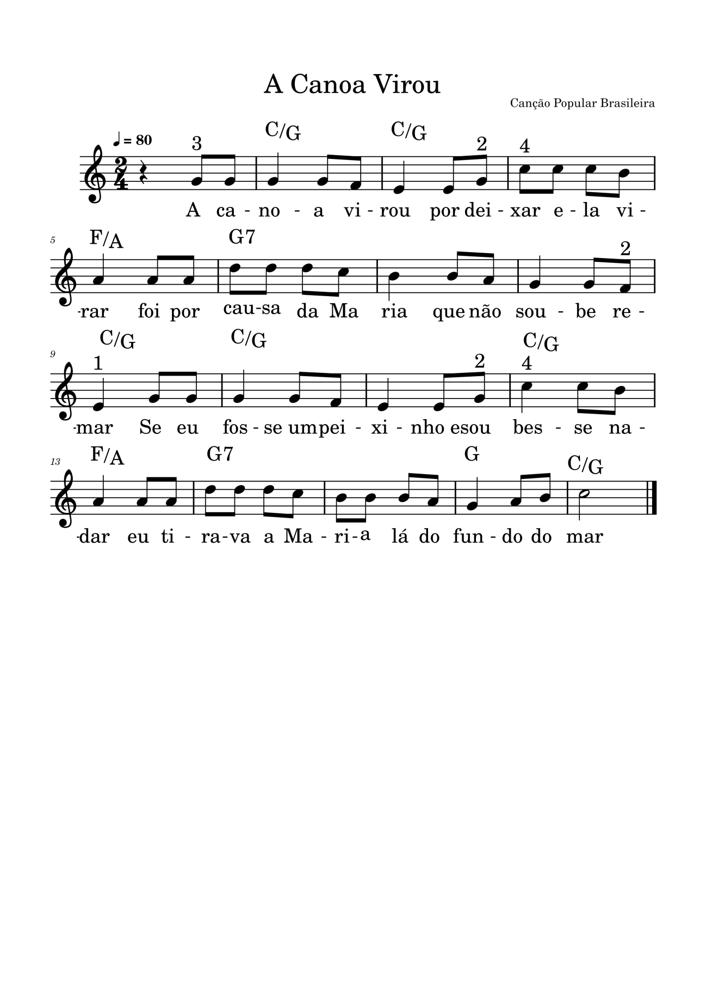 A Canoa Virou
Canção Popular Brasileira
♩ = 80
3 C/G C/G 2 4
2/4
A ca - no - a vi - rou por dei - xar e - la vi -
5 F/A G7 2
-rar foi por cau -sa da Ma ria que não sou - be re -
C/G C/G C/G
9 1 2 4
-mar Se eu fos - se um pei - xi - nho e sou bes - se na -
13 F/A G7 G C/G
-dar eu ti - ra -va a Ma - ri - a lá do fun - do do mar